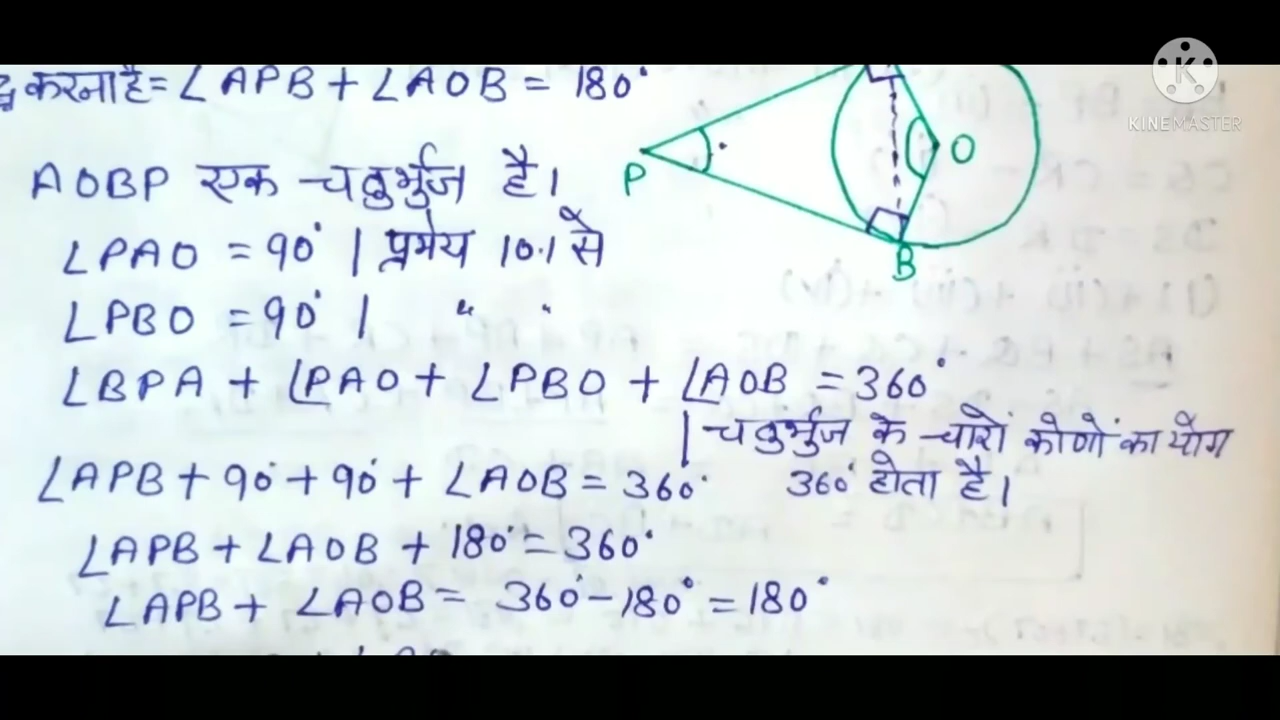 करना है = ∠APB + ∠AOB = 180°
AOBP एक चतुर्भुज है।
∠PAO = 90° | प्रमेय 10.1 से
∠PBO = 90° | " "
∠BPA + ∠PAO + ∠PBO + ∠AOB = 360°
| चतुर्भुज के चारों कोणों का योग
∠APB + 90° + 90° + ∠AOB = 360° 360° होता है।
∠APB + ∠AOB + 180° = 360°
∠APB + ∠AOB = 360° - 180° = 180°
P
O
B
K
KINEMASTER